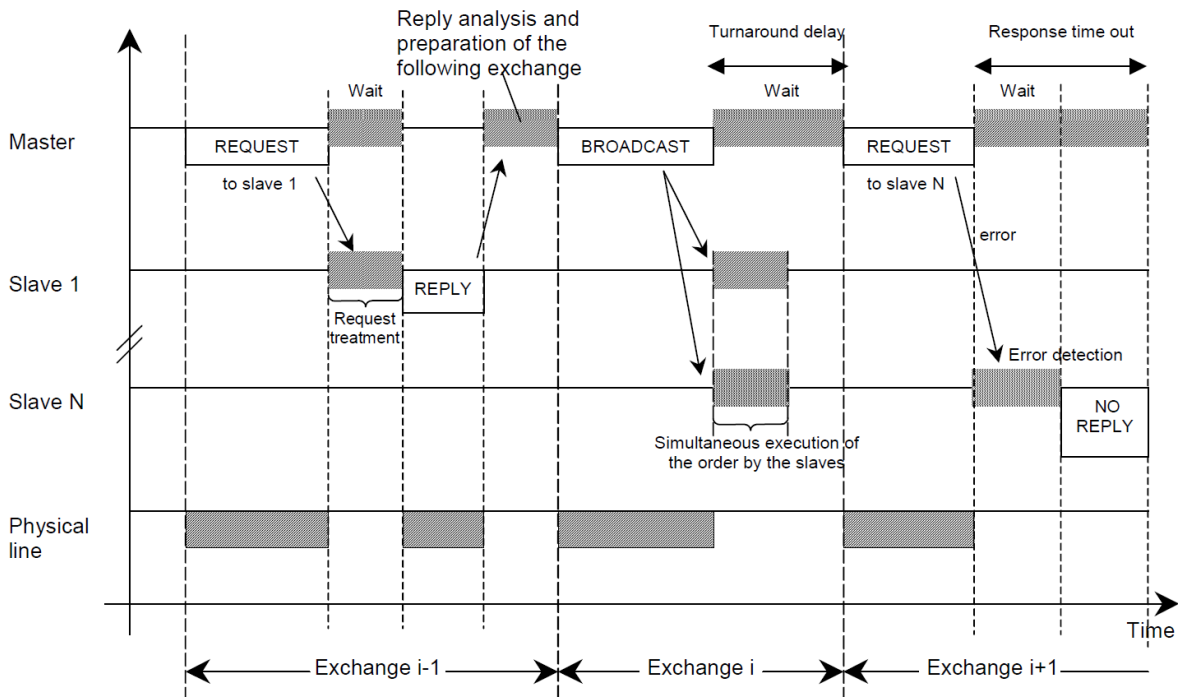 Reply analysis and
preparation of the
following exchange
Turnaround delay
Response time out
Wait
Wait
Wait
Master
REQUEST
BROADCAST
REQUEST
to slave 1
to slave N
error
Slave 1
REPLY
Request
treatment
Error detection
Slave N
NO
REPLY
Simultaneous execution of
the order by the slaves
Physical
line
Time
Exchange i-1
Exchange i
Exchange i+1